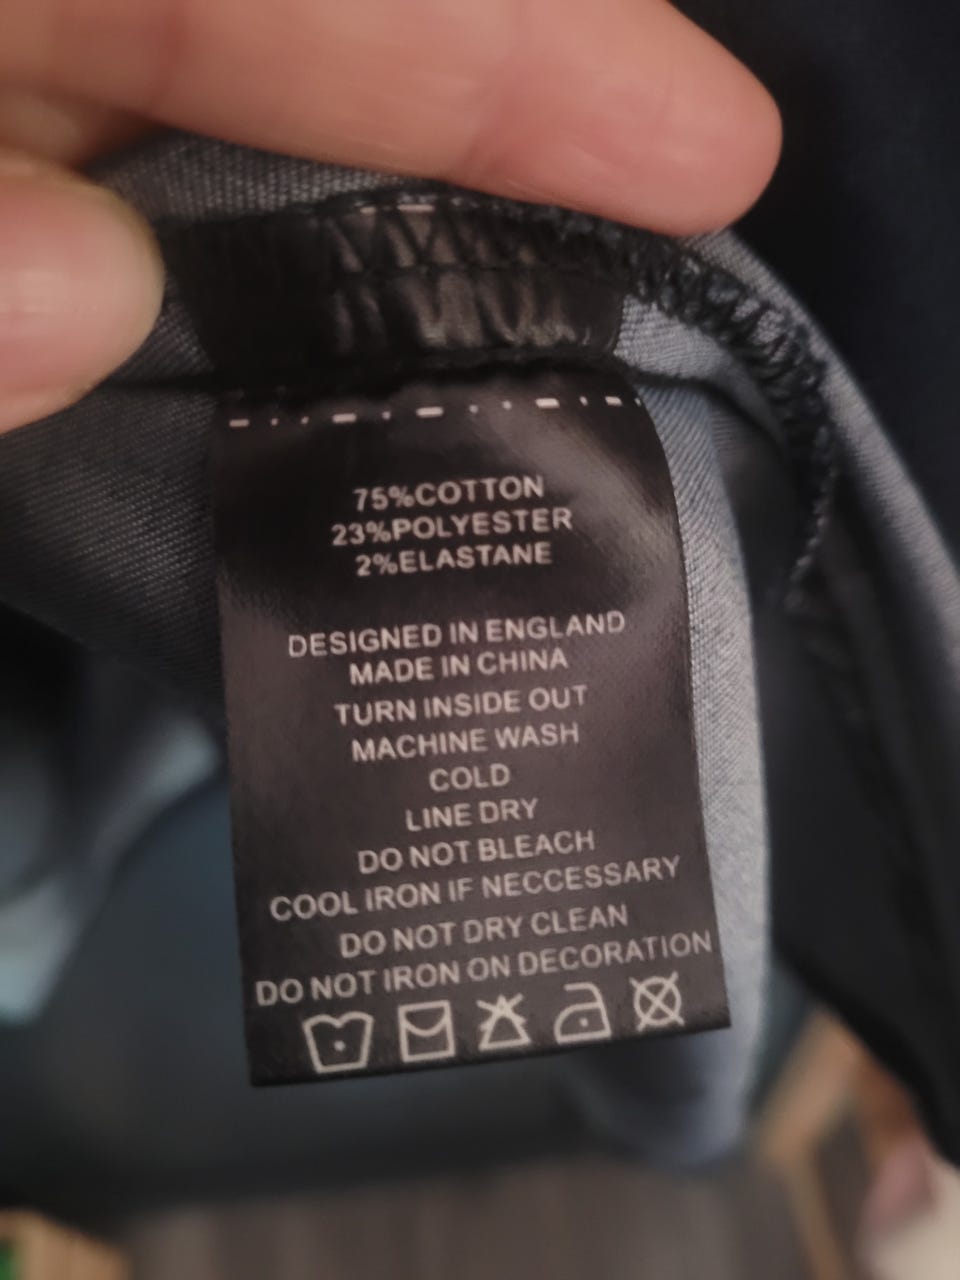 75%COTTON
23%POLYESTER
2%ELASTANE
DESIGNED IN ENGLAND
MADE IN CHINA
TURN INSIDE OUT
MACHINE WASH
COLD
LINE DRY
DO NOT BLEACH
COOL IRON IF NECCESSARY
DO NOT DRY CLEAN
DO NOT IRON ON DECORATION